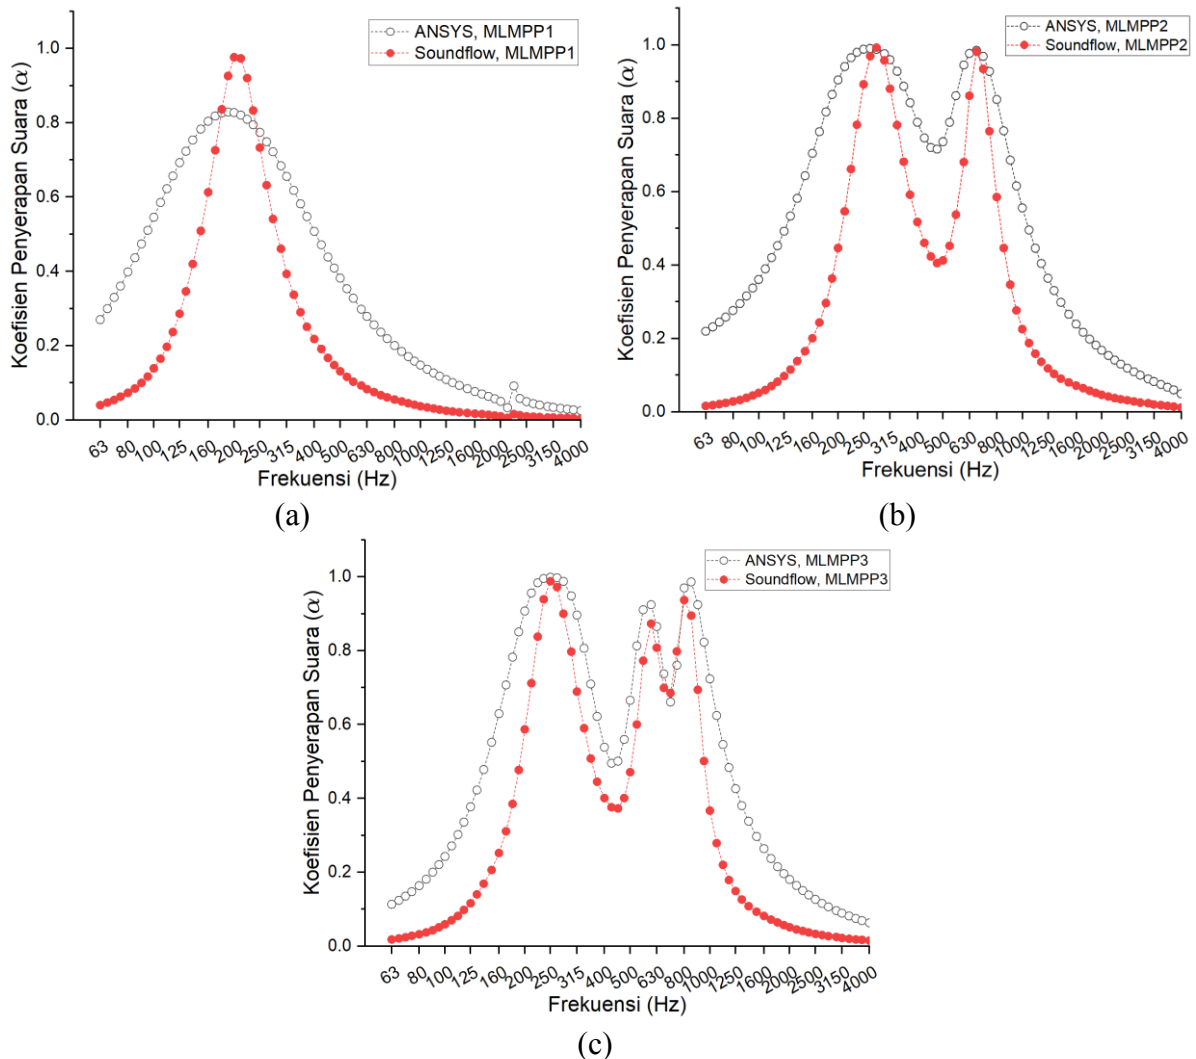 ANSYS, MLMPP1
Soundflow, MLMPP1
Koefisien Penyerapan Suara (α)
1.0
0.8
0.6
0.4
0.2
0.0
63 80 100 125 160 200 250 315 400 500 630 800 1000 1250 1600 2000 2500 3150 4000
Frekuensi (Hz)
(a)
ANSYS, MLMPP2
Soundflow, MLMPP2
Koefisien Penyerapan Suara (α)
1.0
0.8
0.6
0.4
0.2
0.0
63 80 100 125 160 200 250 315 400 500 630 800 1000 1250 1600 2000 2500 3150 4000
Frekuensi (Hz)
(b)
ANSYS, MLMPP3
Soundflow, MLMPP3
Koefisien Penyerapan Suara (α)
1.0
0.8
0.6
0.4
0.2
0.0
63 80 100 125 160 200 250 315 400 500 630 800 1000 1250 1600 2000 2500 3150 4000
Frekuensi (Hz)
(c)